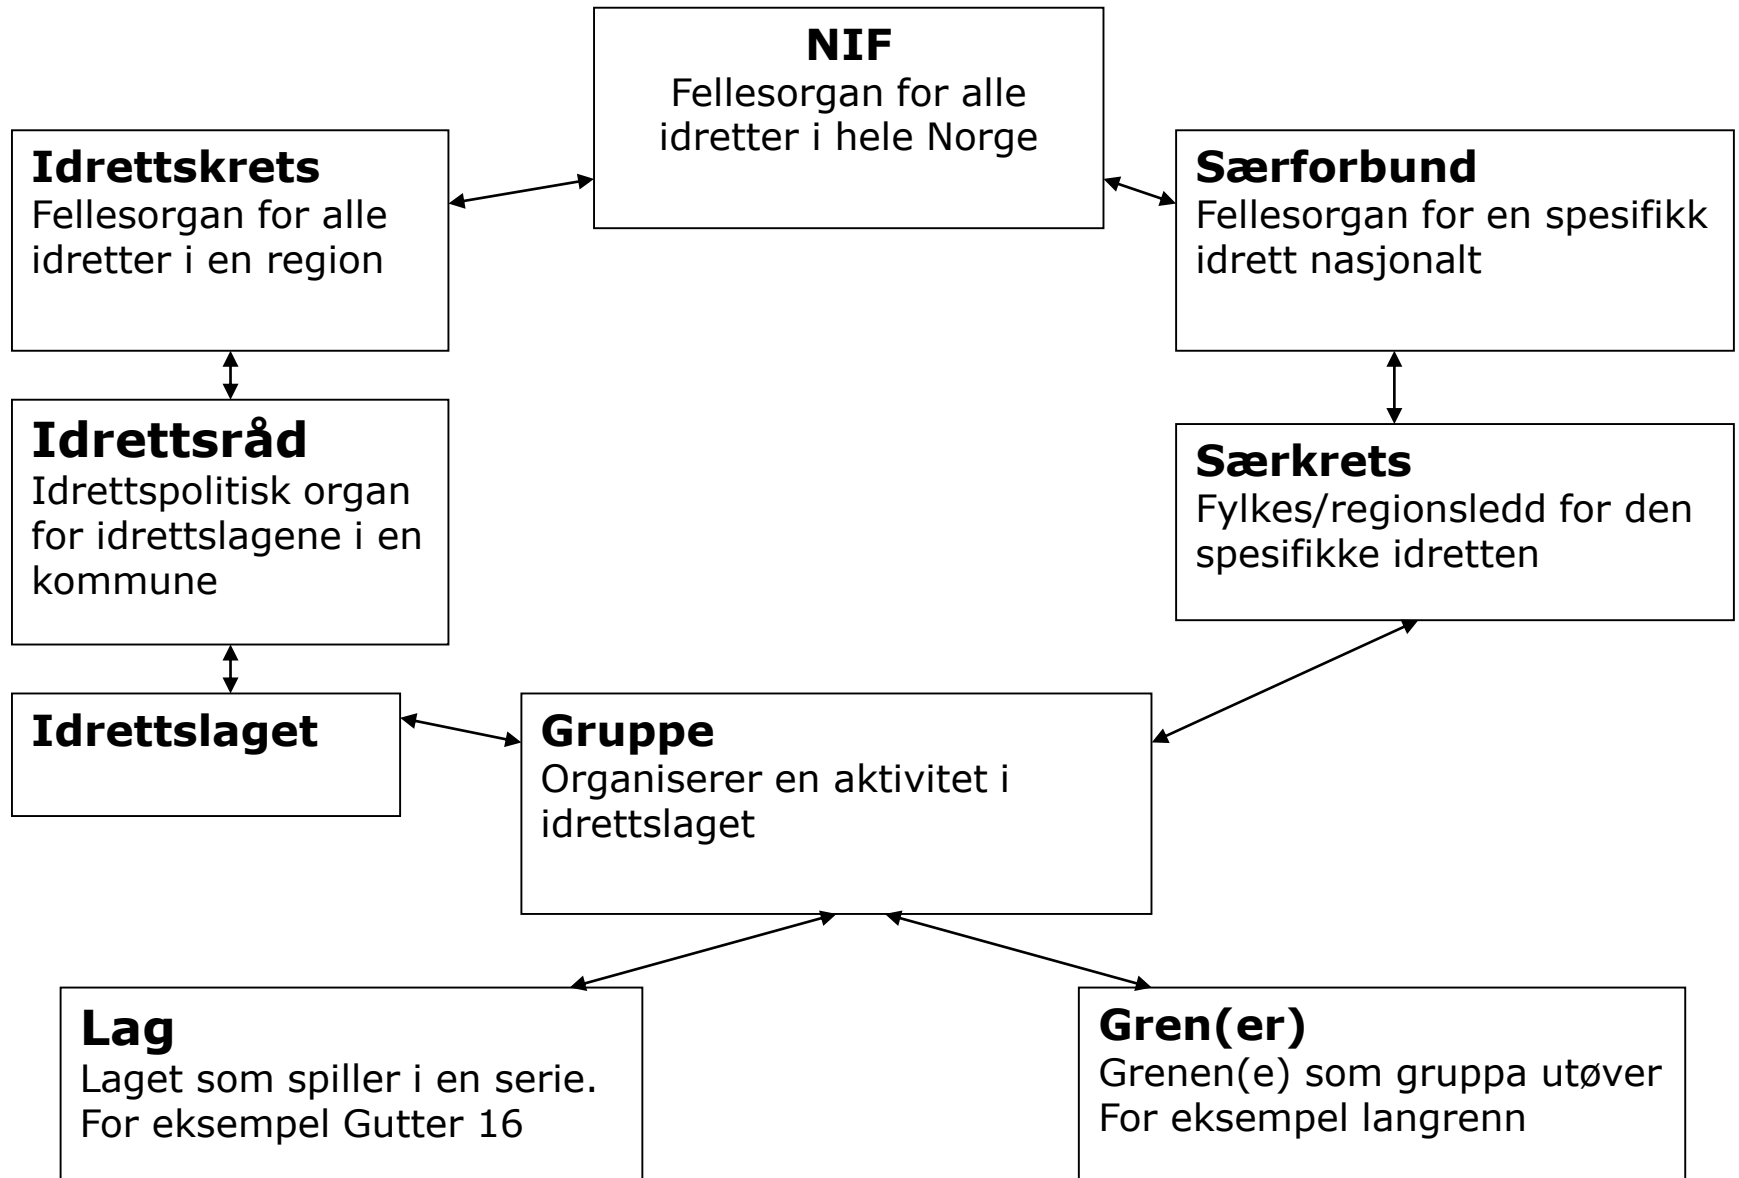 NIF
Fellesorgan for alle
idretter i hele Norge
Idrettskrets
Fellesorgan for alle
idretter i en region
Særforbund
Fellesorgan for en spesifikk
idrett nasjonalt
Idrettsråd
Idrettspolitisk organ
for idrettslagene i en
kommune
Særkrets
Fylkes/regionsledd for den
spesifikke idretten
Idrettslaget
Gruppe
Organiserer en aktivitet i
idrettslaget
Lag
Laget som spiller i en serie.
For eksempel Gutter 16
Gren(er)
Grenen(e) som gruppa utøver
For eksempel langrenn